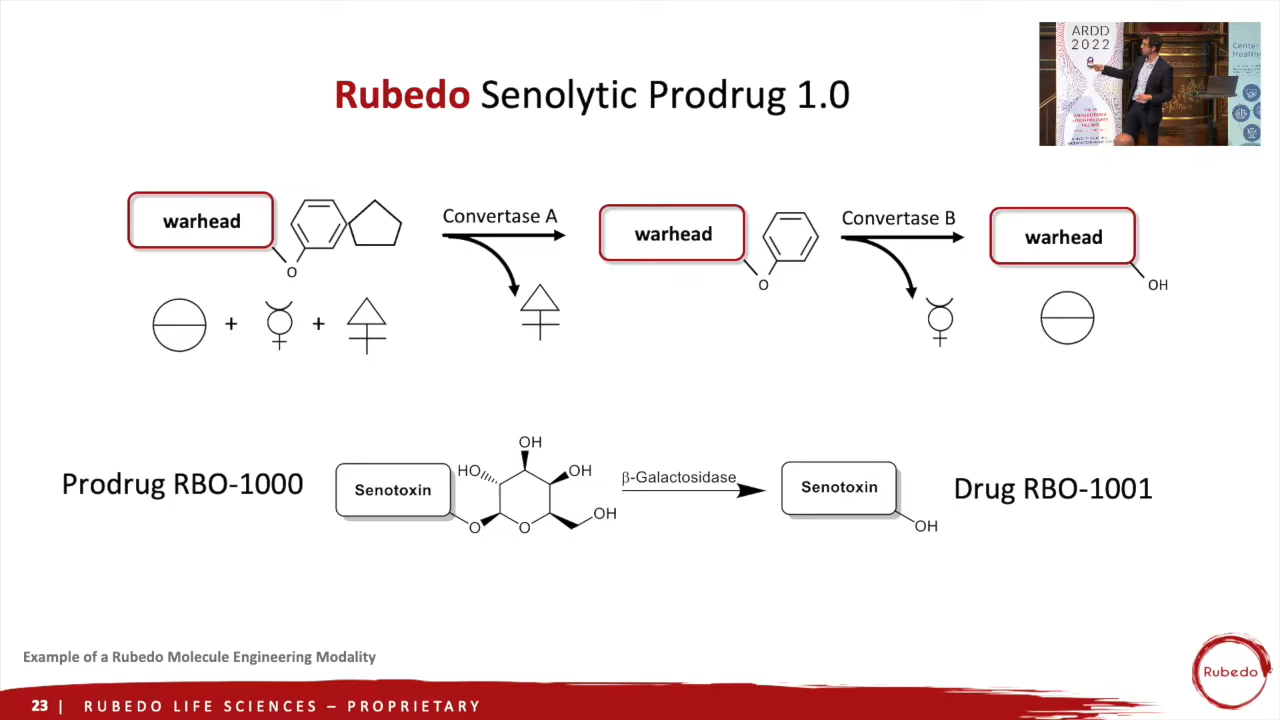 ARDD
2022
Center
Healthy
Rubedo Senolytic Prodrug 1.0
warhead
O
Convertase A
warhead
O
Convertase B
warhead
OH
+
+
Prodrug RBO-1000
Senotoxin
HO
OH
OH
OH
O
O
β-Galactosidase
Senotoxin
OH
Drug RBO-1001
Example of a Rubedo Molecule Engineering Modality
Rubedo
23 | RUBEDO LIFE SCIENCES – PROPRIETARY